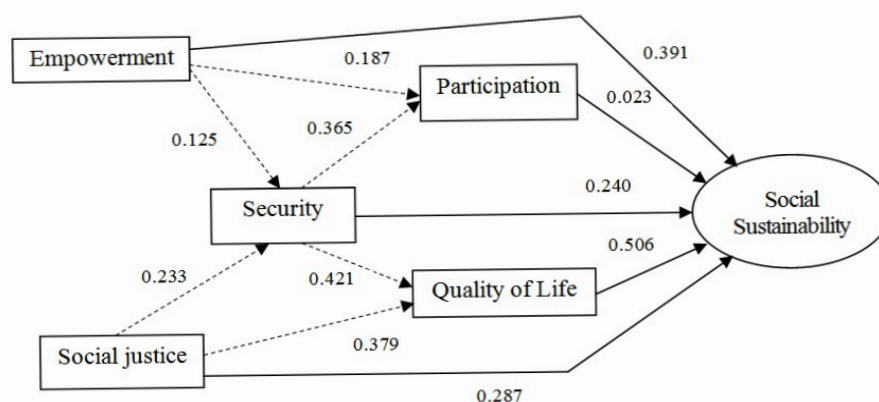 Empowerment
0.187
0.391
Participation
0.023
0.125
0.365
Security
0.240
Social
Sustainability
0.233
0.421
0.506
Quality of Life
Social justice
0.379
0.287